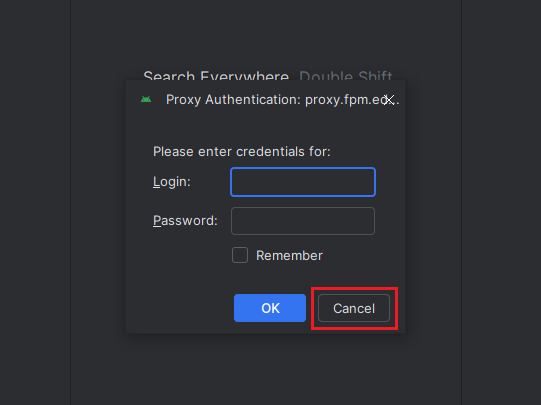 Search Everywhere Double Shift
Proxy Authentication: proxy.fpm.ed...
Please enter credentials for:
Login:
Password:
Remember
OK
Cancel